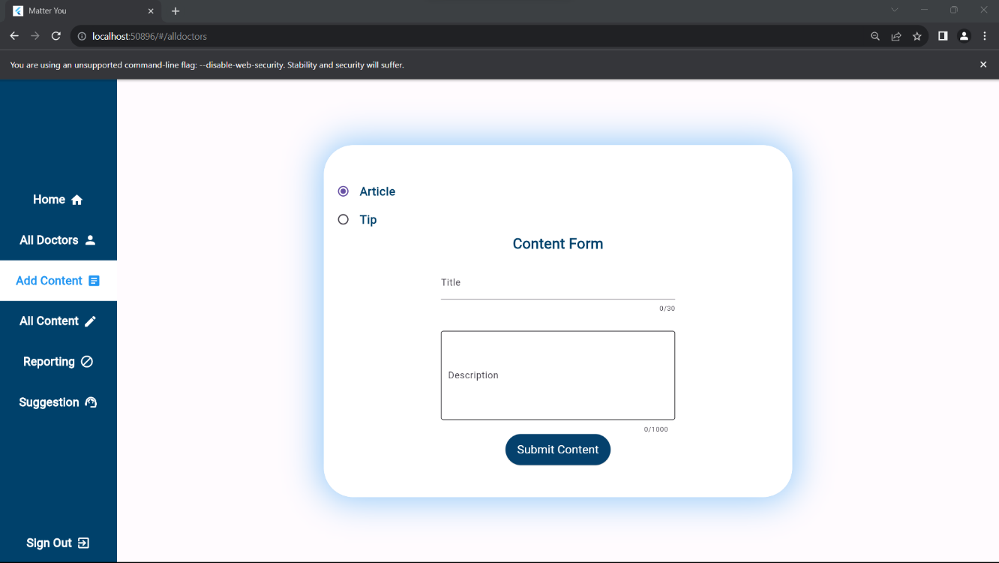 Matter You
localhost:50896/#/alldoctors
You are using an unsupported command-line flag: --disable-web-security. Stability and security will suffer.
Home
All Doctors
Add Content
All Content
Reporting
Suggestion
Sign Out
Article
Tip
Content Form
Title
0/30
Description
0/1000
Submit Content